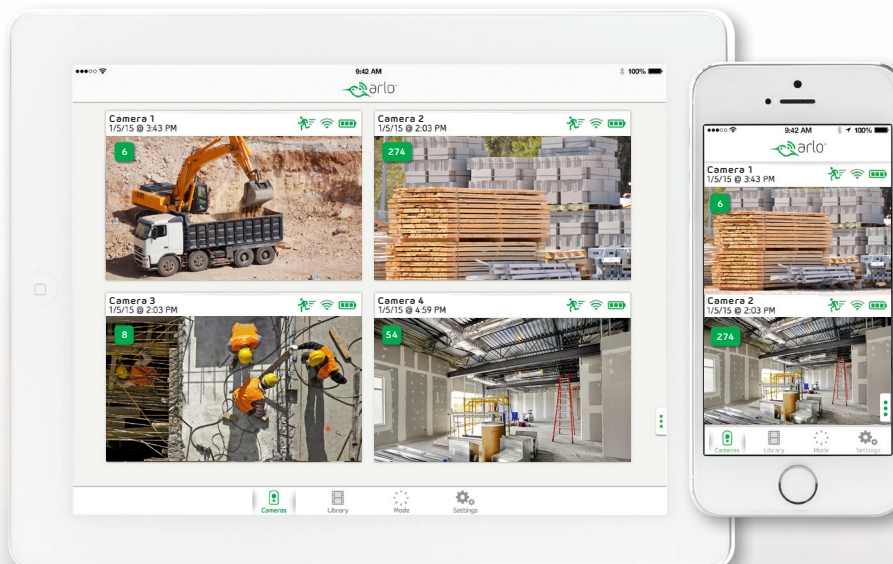 9:42 AM
100%
arlo
Camera 1
1/5/15 @ 3:43 PM
6
Camera 2
1/5/15 @ 2:03 PM
274
Camera 3
1/5/15 @ 2:03 PM
8
Camera 4
1/5/15 @ 4:59 PM
54
Cameras
Library
Mode
Settings
9:42 AM
100%
arlo
Camera 1
1/5/15 @ 3:43 PM
6
Camera 2
1/5/15 @ 2:03 PM
274
Cameras
Library
Mode
Settings